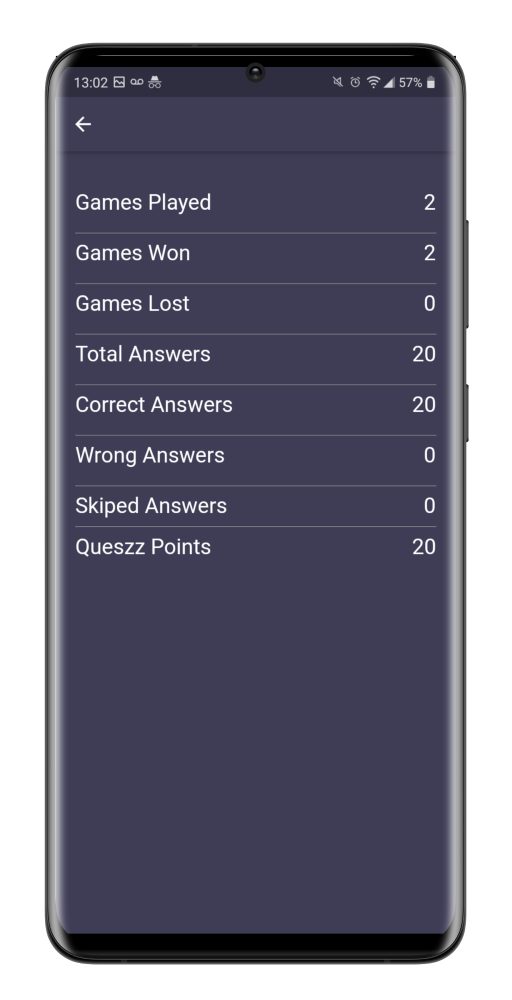 13:02 57%
Games Played 2
Games Won 2
Games Lost 0
Total Answers 20
Correct Answers 20
Wrong Answers 0
Skiped Answers 0
Queszz Points 20